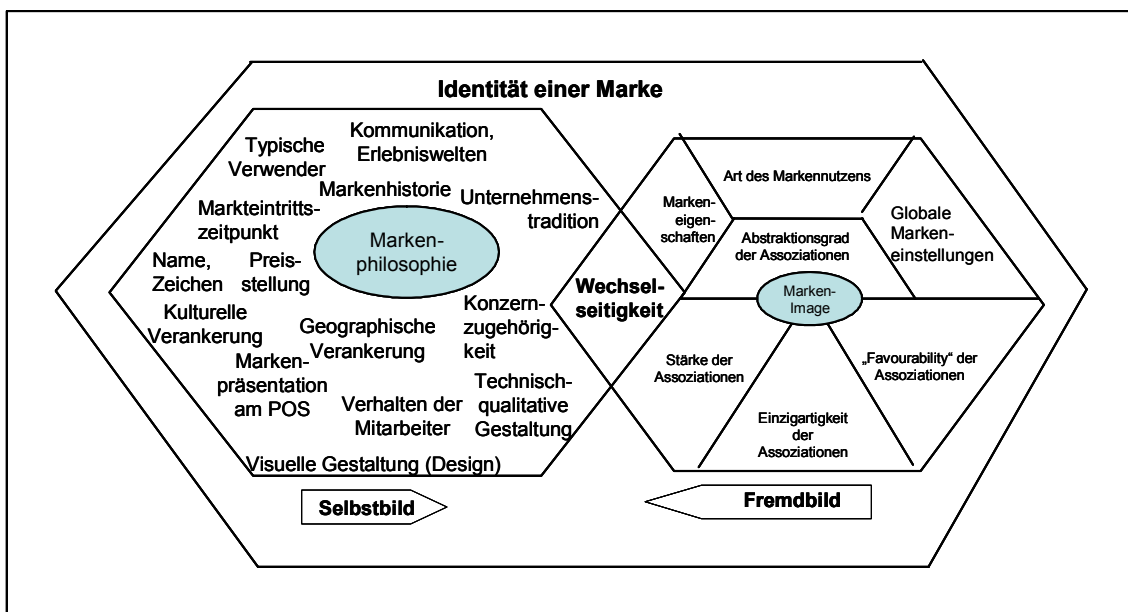 Identität einer Marke
Typische
Verwender
Kommunikation,
Erlebniswelten
Markenhistorie
Unternehmens-
tradition
Markteintritts-
zeitpunkt
Marken-
philosophie
Name,
Zeichen
Preis-
stellung
Kulturelle
Verankerung
Geographische
Verankerung
Konzern-
zugehörig-
keit
Marken-
präsentation
am POS
Verhalten der
Mitarbeiter
Technisch-
qualitative
Gestaltung
Visuelle Gestaltung (Design)
Selbstbild
Wechsel-
seitigkeit
Marken-
eigen-
schaften
Art des Markennutzens
Globale
Marken-
einstellungen
Abstraktionsgrad
der Assoziationen
Marken-
Image
Stärke der
Assoziationen
Einzigartigkeit
der
Assoziationen
„Favourability“ der
Assoziationen
Fremdbild